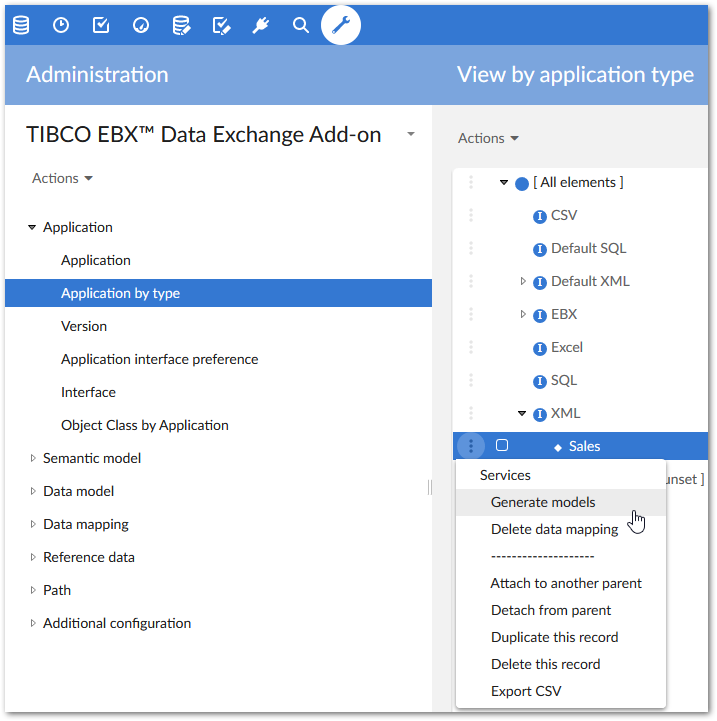 Administration
View by application type
TIBCO EBX™ Data Exchange Add-on
Actions
Application
Application
Application by type
Version
Application interface preference
Interface
Object Class by Application
Semantic model
Data model
Data mapping
Reference data
Path
Additional configuration
Actions
[ All elements ]
CSV
Default SQL
Default XML
EBX
Excel
SQL
XML
Sales
Services
Generate models
Delete data mapping
--------------------
Attach to another parent
Detach from parent
Duplicate this record
Delete this record
Export CSV